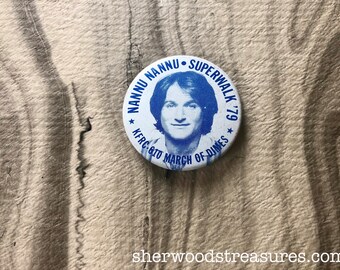 NANNU NANNU • SUPERWALK '79
★ KFRC 610 MARCH OF DIMES ★
sherwoodstreasures.com